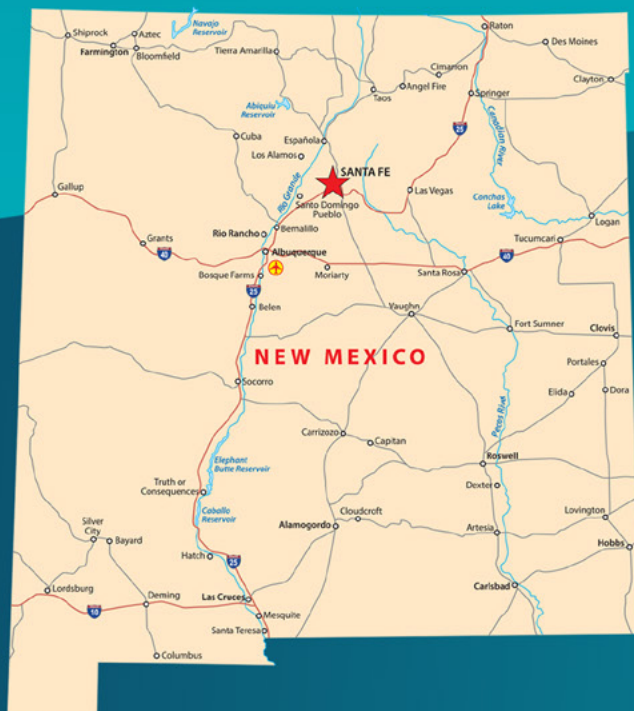 Navajo
Reservoir
Raton
Shiprock
Aztec
Des Moines
Farmington
Bloomfield
Tierra Amarilla
Cimarron
Clayton
Angel Fire
Taos
Springer
Abiquiu
Reservoir
Canadian River
25
Cuba
Española
Los Alamos
SANTA FE
Gallup
Rio Grande
Las Vegas
Santo Domingo
Pueblo
Conchas
Lake
Logan
Bernalillo
Rio Rancho
Grants
Tucumcari
40
Albuquerque
40
Bosque Farms
Moriarty
Santa Rosa
25
Belen
Vaughn
Fort Sumner
Clovis
NEW MEXICO
Portales
Socorro
Elida
Dora
Pecos River
Carrizozo
Capitan
Elephant
Butte Reservoir
Roswell
Truth or
Consequences
Dexter
Caballo
Reservoir
Cloudcroft
Lovington
Silver
City
Alamogordo
Artesia
Bayard
Hobbs
Hatch
25
Lordsburg
Carlsbad
Deming
Las Cruces
10
Mesquite
Santa Teresa
Columbus